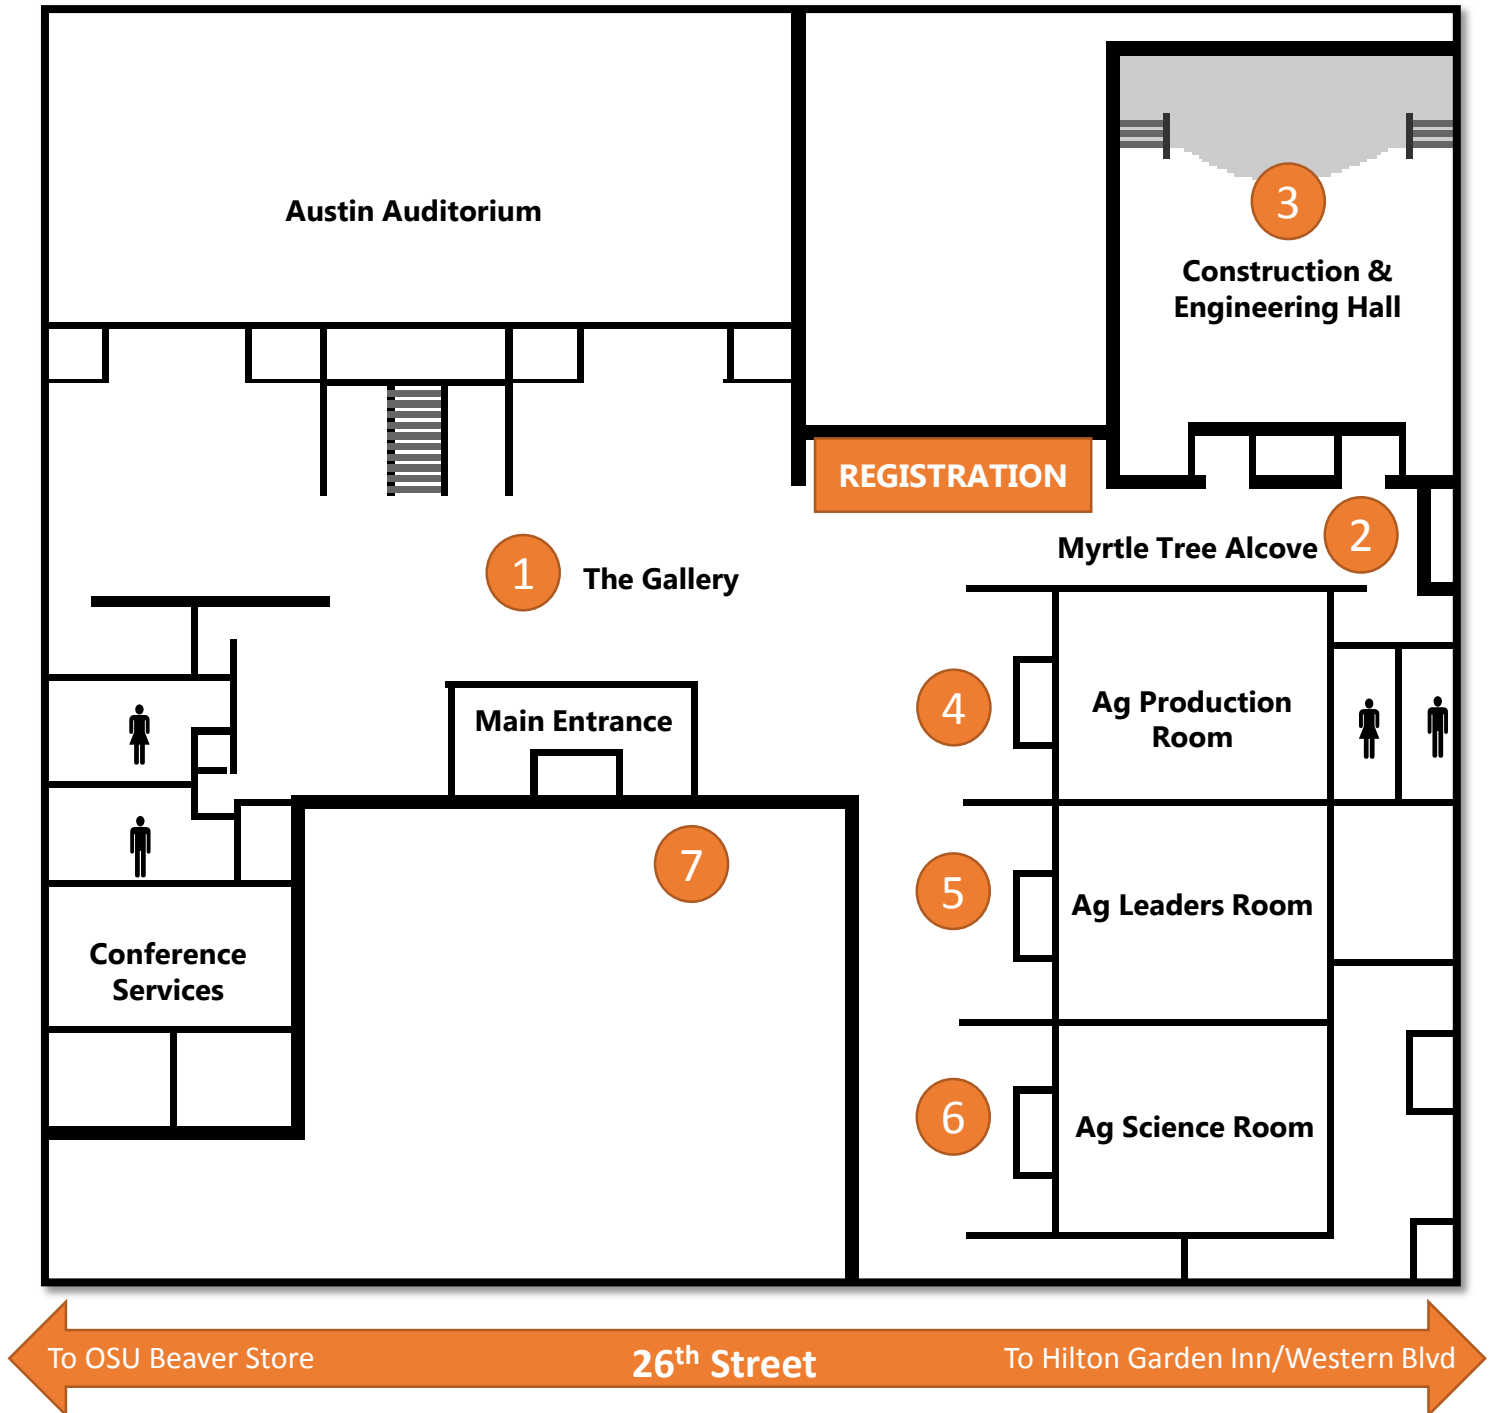 Austin Auditorium
3
Construction &
Engineering Hall
REGISTRATION
2
Myrtle Tree Alcove
1
The Gallery
4
Ag Production
Room
Main Entrance
7
5
Ag Leaders Room
Conference
Services
6
Ag Science Room
To OSU Beaver Store
26th Street
To Hilton Garden Inn/Western Blvd